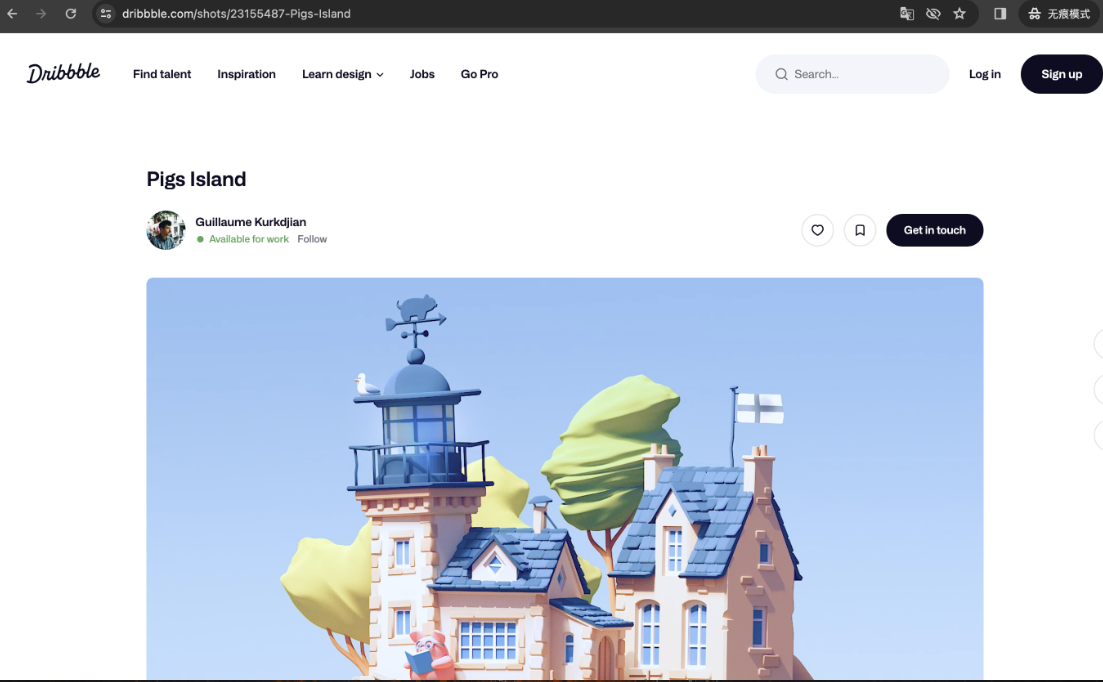 dribbble.com/shots/23155487-Pigs-Island
无痕模式
Dribbble Find talent Inspiration Learn design Jobs Go Pro Search... Log in Sign up
Pigs Island
Guillaume Kurkdjian
Available for work Follow
Get in touch